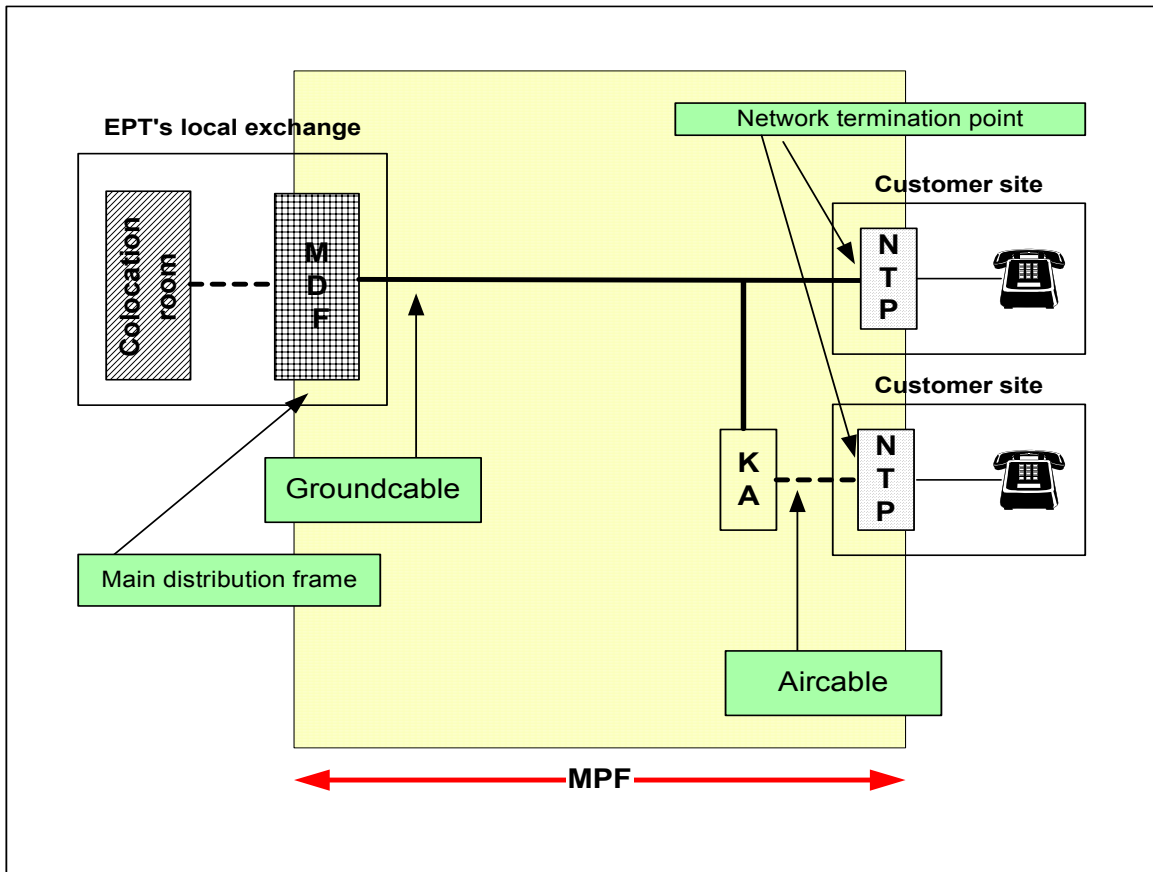 EPT's local exchange
Network termination point
Customer site
Colocation
room
M
D
F
N
T
P
Customer site
Groundcable
K
A
N
T
P
Main distribution frame
Aircable
MPF